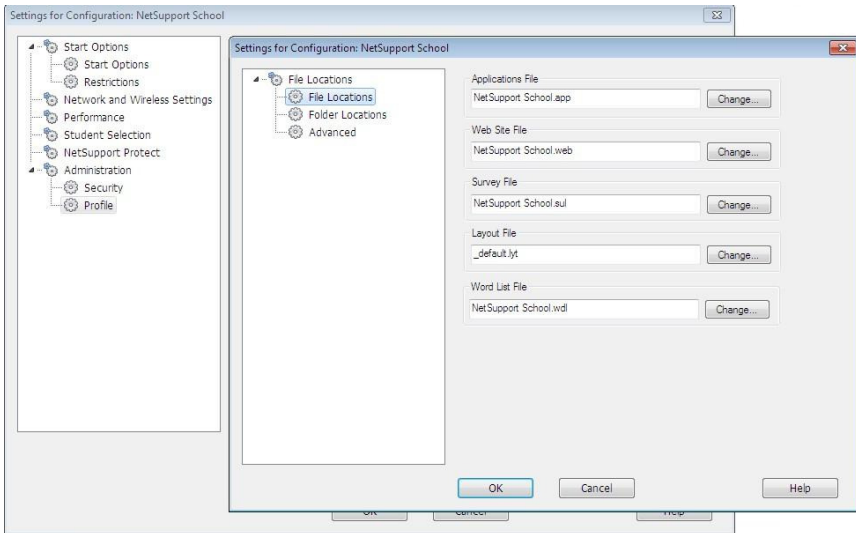 Settings for Configuration: NetSupport School
Start Options
Start Options
Restrictions
Network and Wireless Settings
Performance
Student Selection
NetSupport Protect
Administration
Security
Profile
Settings for Configuration: NetSupport School
File Locations
File Locations
Folder Locations
Advanced
Applications File
NetSupport School.app
Change...
Web Site File
NetSupport School.web
Change...
Survey File
NetSupport School.sul
Change...
Layout File
_default.lyt
Change...
Word List File
NetSupport School.wdl
Change...
OK
Cancel
Help